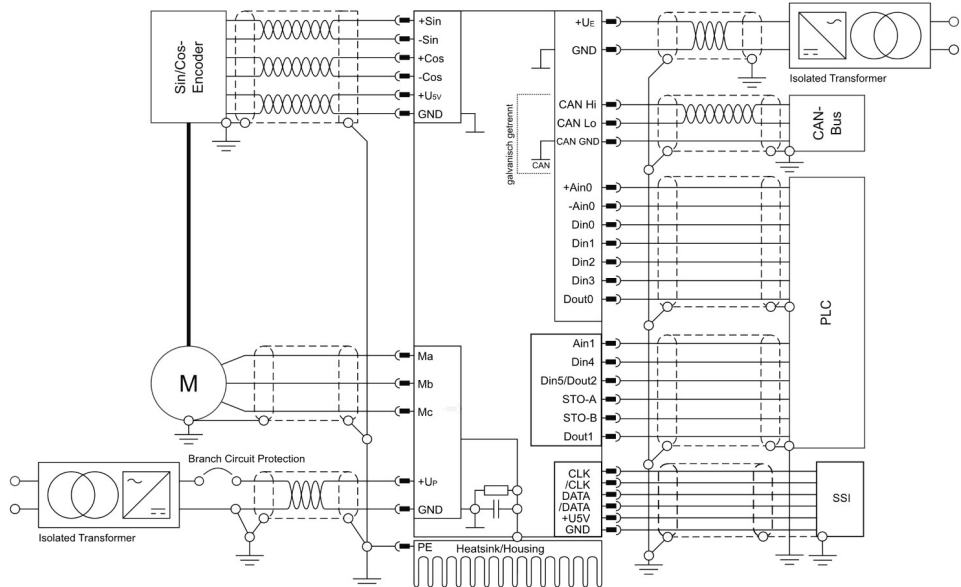 Sin/Cos-
Encoder
+Sin
-Sin
+Cos
-Cos
+U5V
GND
M
Ma
Mb
Mc
Branch Circuit Protection
Isolated Transformer
+UP
GND
PE
Heatsink/Housing
+UE
GND
Isolated Transformer
galvanisch getrennt
CAN Hi
CAN Lo
CAN GND
CAN
CAN-
Bus
+Ain0
-Ain0
Din0
Din1
Din2
Din3
Dout0
PLC
Ain1
Din4
Din5/Dout2
STO-A
STO-B
Dout1
CLK
/CLK
DATA
/DATA
+U5V
GND
SSI